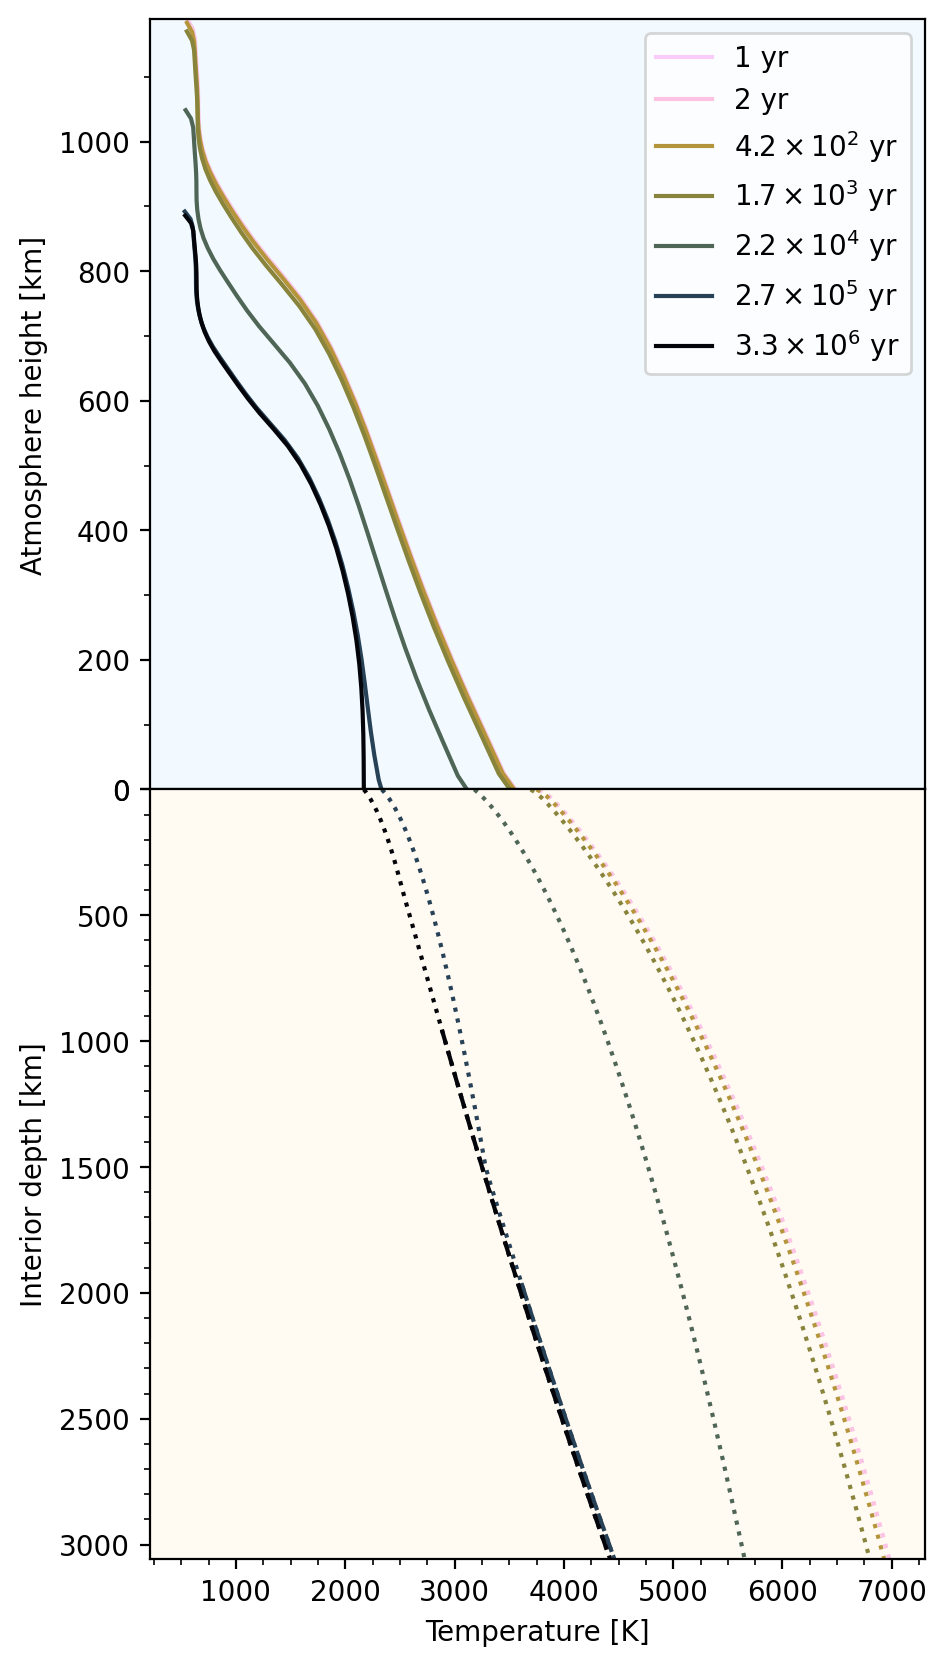 1 yr
2 yr
4.2 × 10² yr
1.7 × 10³ yr
2.2 × 10⁴ yr
2.7 × 10⁵ yr
3.3 × 10⁶ yr
Atmosphere height [km]
1000
800
600
400
200
0
Interior depth [km]
500
1000
1500
2000
2500
3000
1000 2000 3000 4000 5000 6000 7000
Temperature [K]